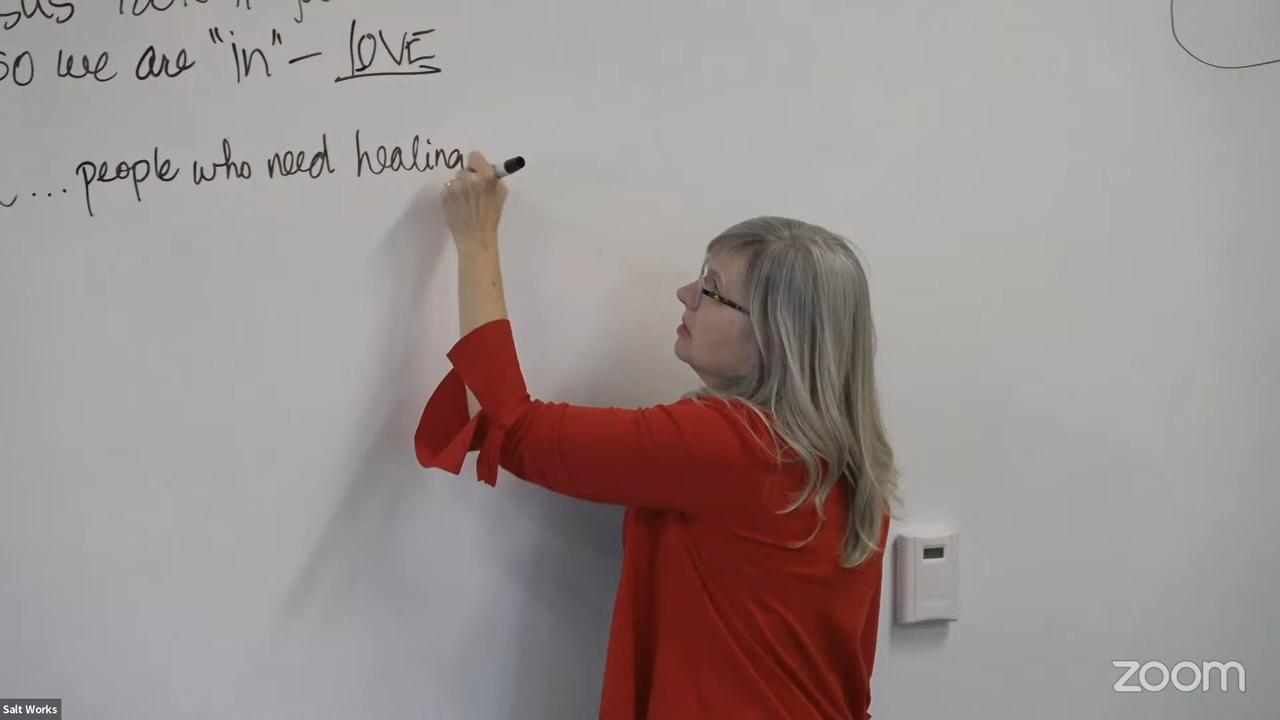 so we are "in" - LOVE
... people who need healing
Salt Works
zoom